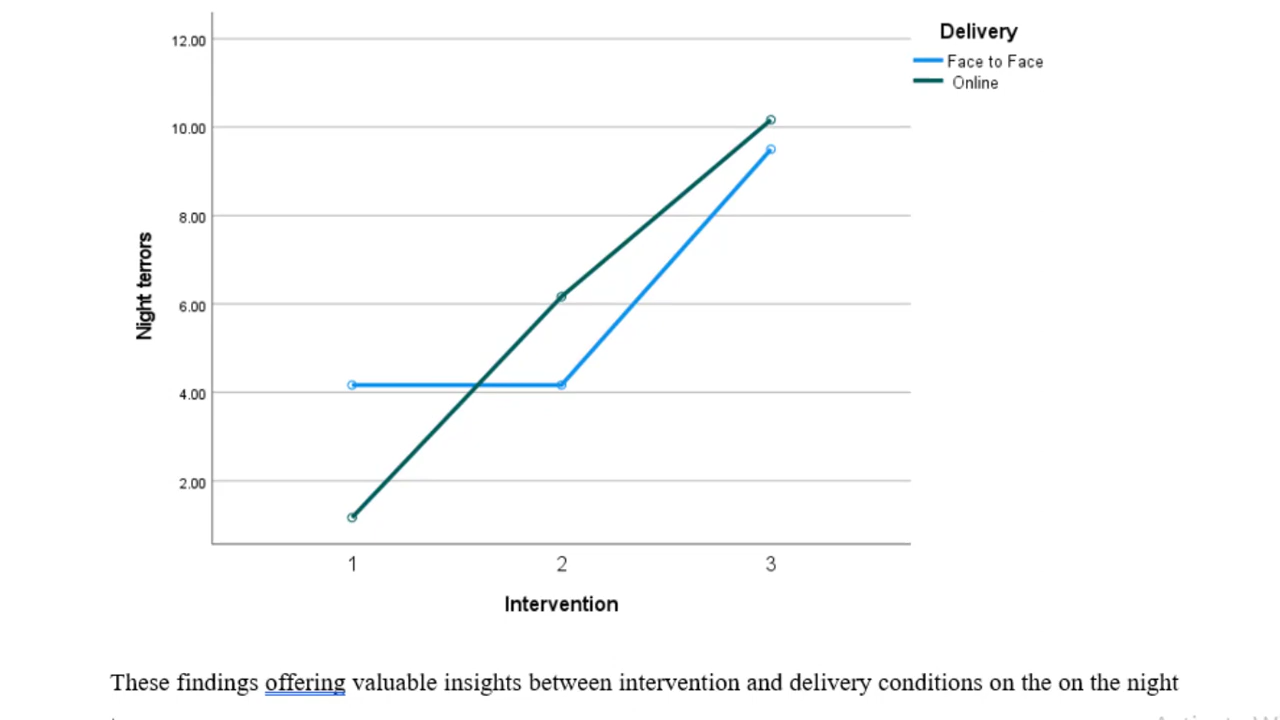 Delivery
Face to Face
Online
12.00
10.00
8.00
6.00
4.00
2.00
Night terrors
1 2 3
Intervention
These findings offering valuable insights between intervention and delivery conditions on the on the night